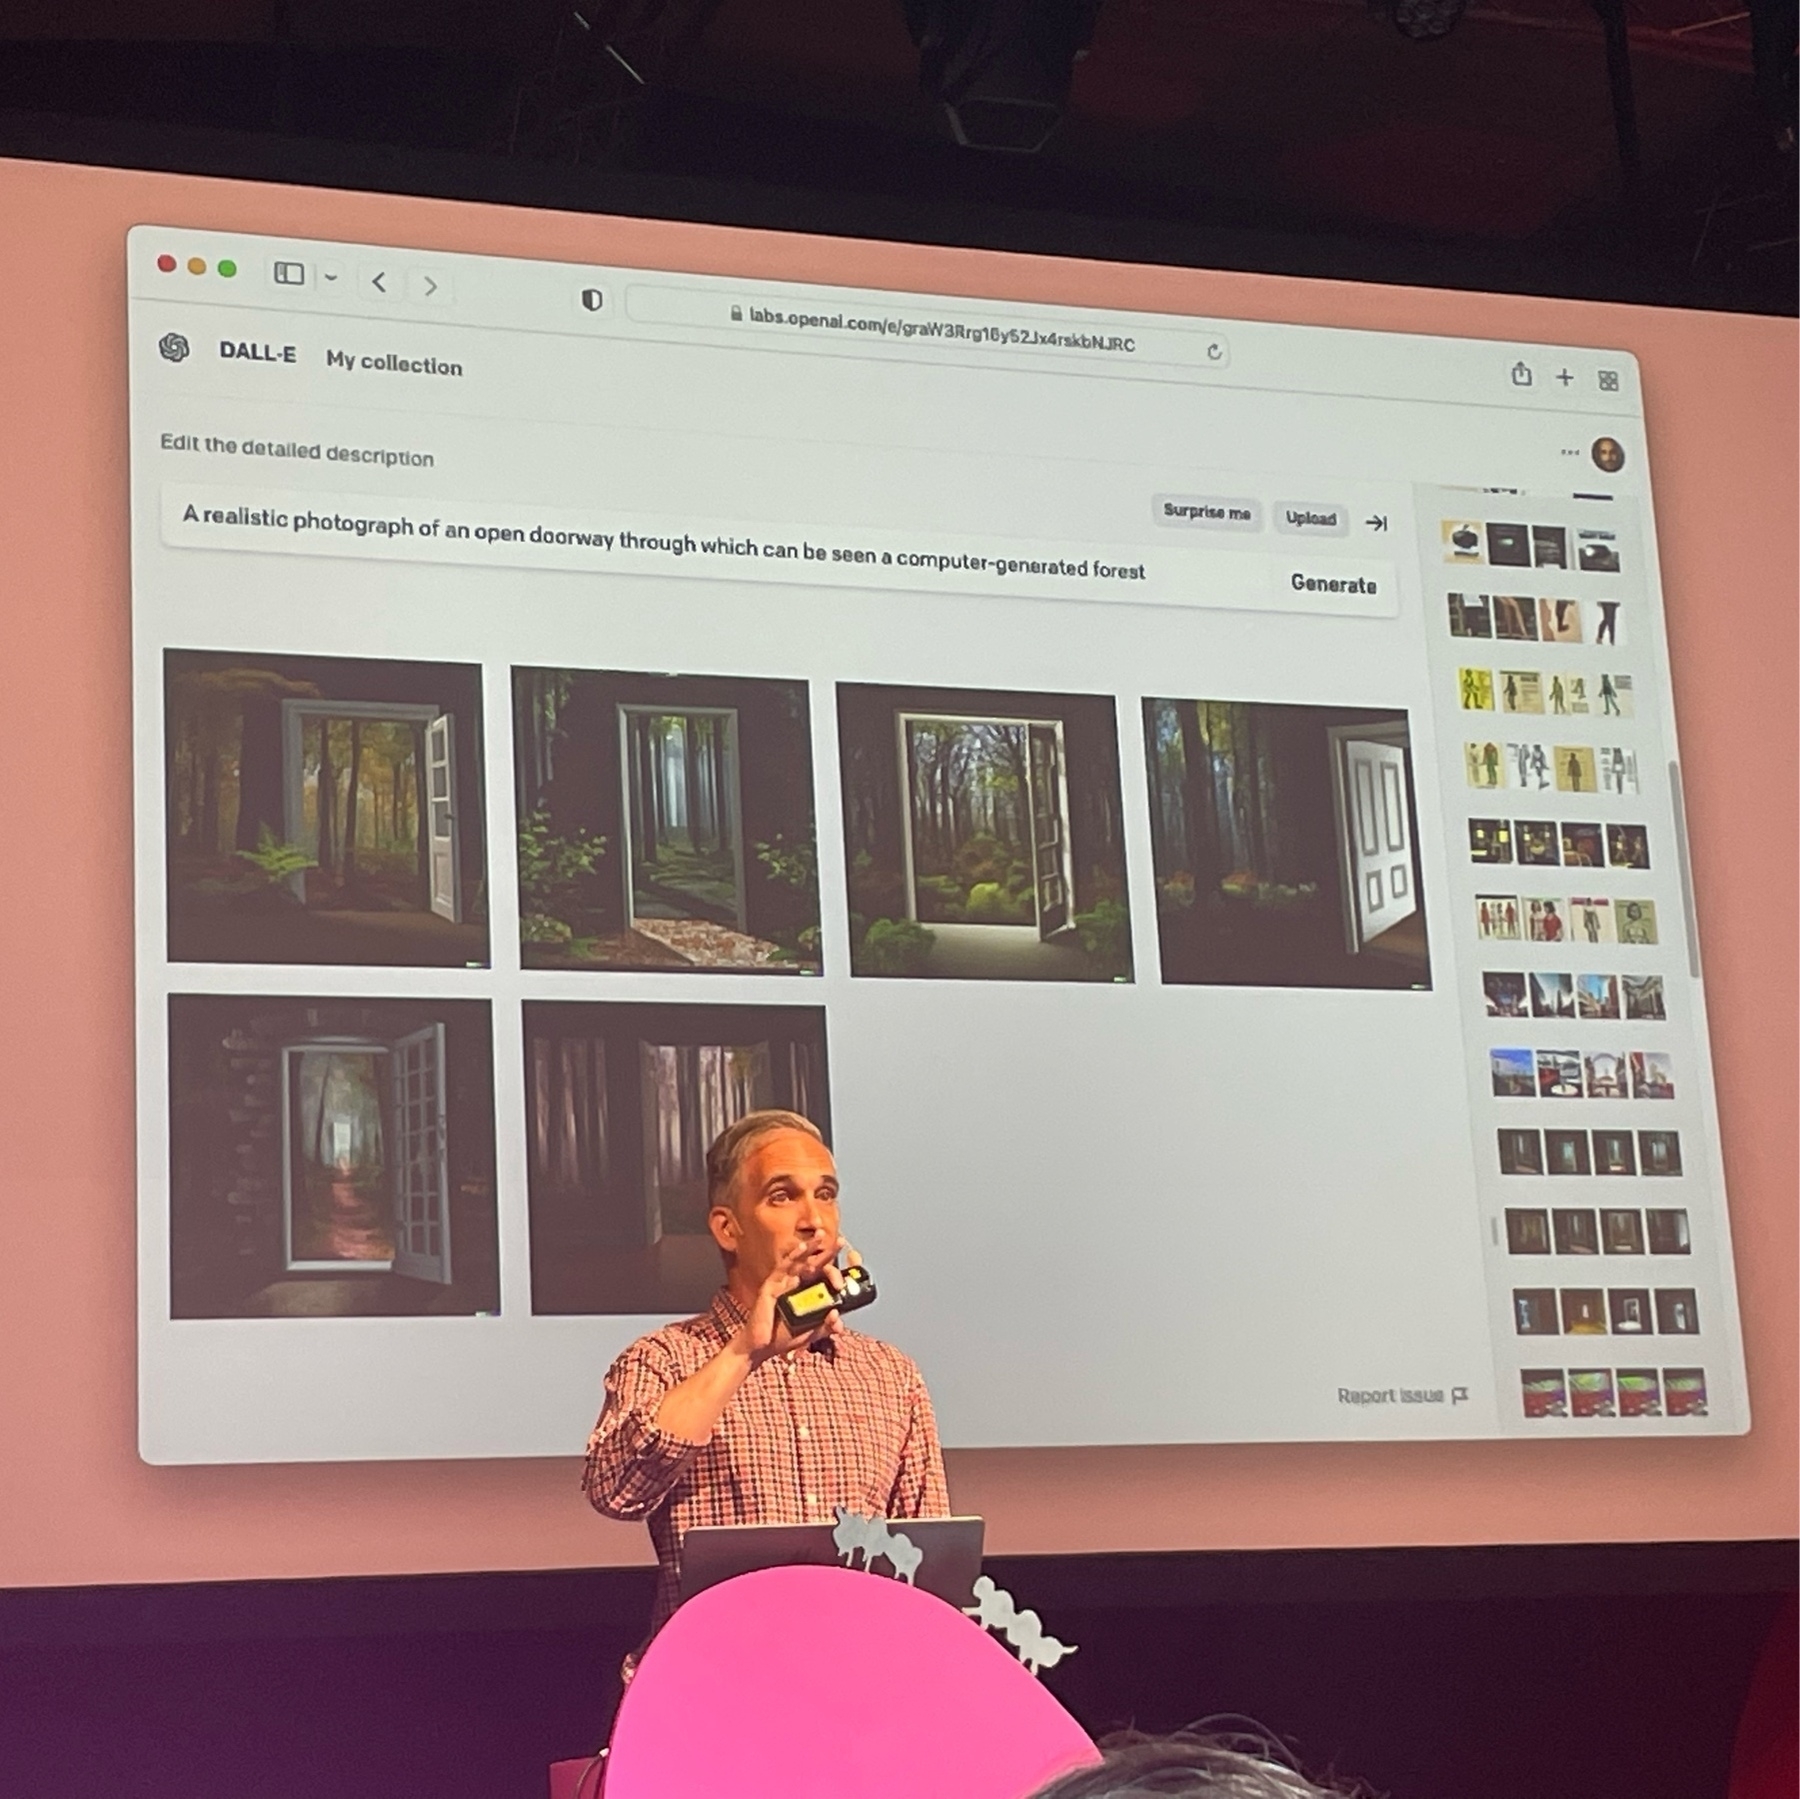 labs.openai.com/e/graW3Rrg16y52Jx4rskbNJRC
DALL·E My collection
Edit the detailed description
Surprise me Upload
A realistic photograph of an open doorway through which can be seen a computer-generated forest
Generate
Report issue